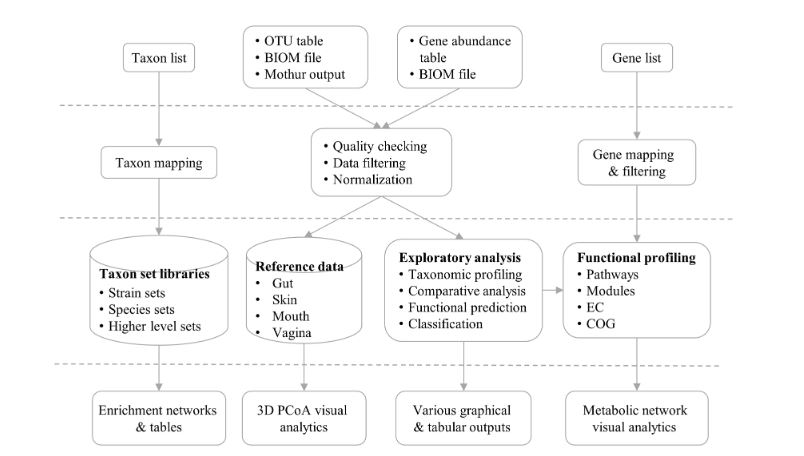 Taxon list
• OTU table
• BIOM file
• Mothur output
• Gene abundance
table
• BIOM file
Gene list
Taxon mapping
• Quality checking
• Data filtering
• Normalization
Gene mapping
& filtering
Taxon set libraries
• Strain sets
• Species sets
• Higher level sets
Reference data
• Gut
• Skin
• Mouth
• Vagina
Exploratory analysis
• Taxonomic profiling
• Comparative analysis
• Functional prediction
• Classification
Functional profiling
• Pathways
• Modules
• EC
• COG
Enrichment networks
& tables
3D PCoA visual
analytics
Various graphical
& tabular outputs
Metabolic network
visual analytics